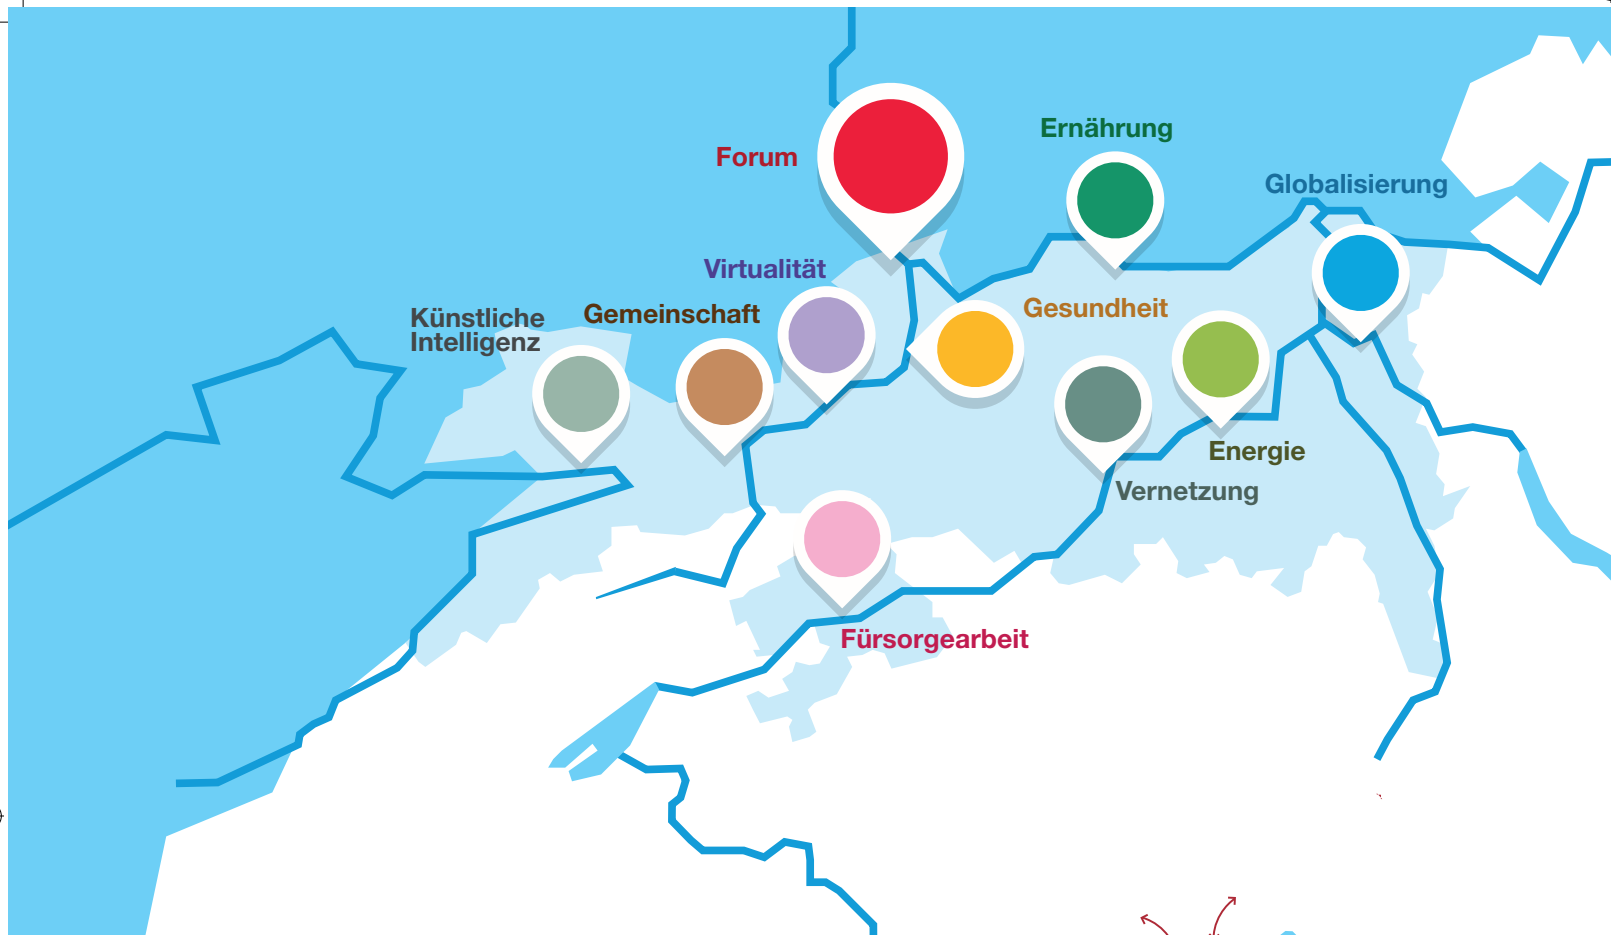 Ernährung
Forum
Globalisierung
Virtualität
Gesundheit
Gemeinschaft
Künstliche
Intelligenz
Energie
Vernetzung
Fürsorgearbeit